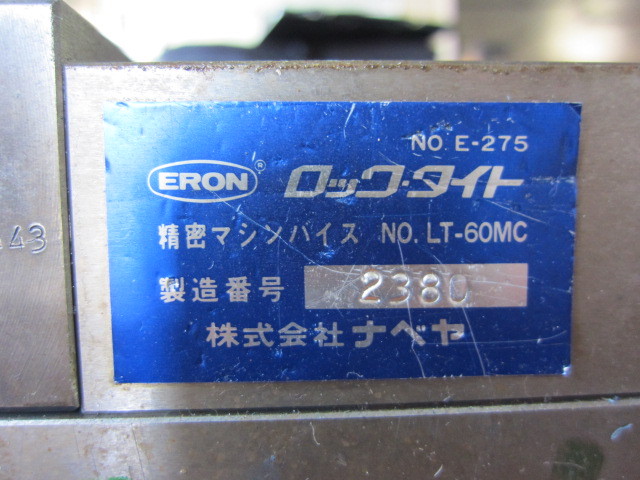 NO E-275
ERON® ロック・タイト
精密マシンバイス NO. LT-60MC
製造番号 2380
株式会社ナベヤ
43